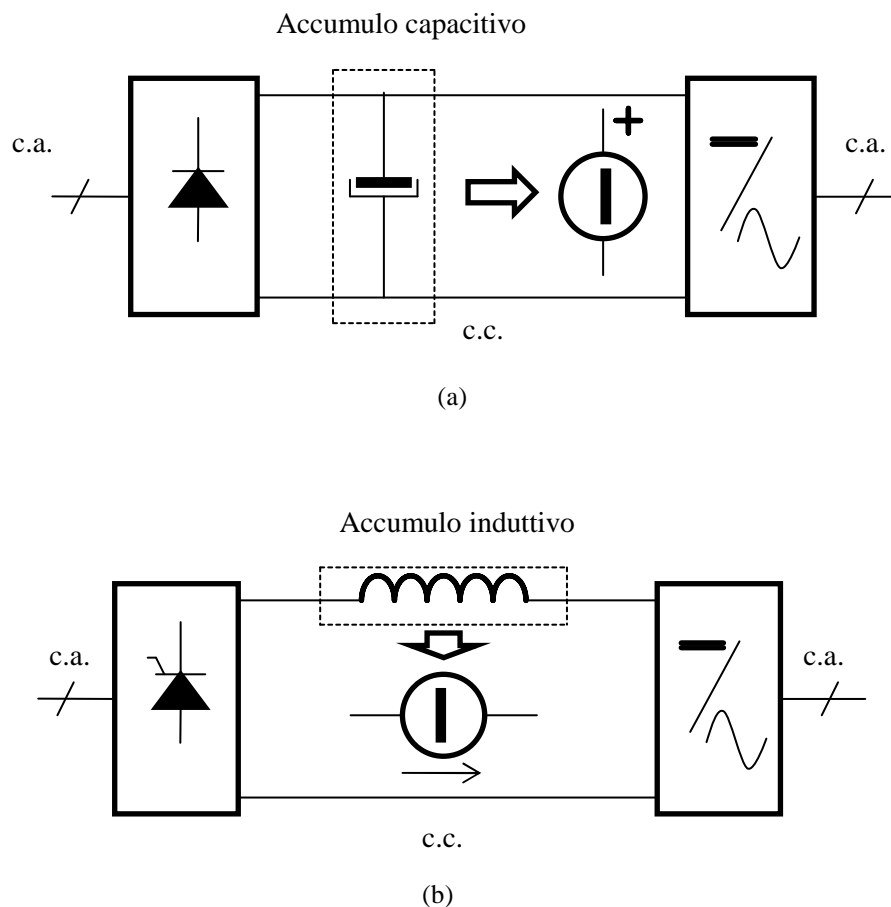 Accumulo capacitivo
c.a.
c.a.
c.c.
(a)
Accumulo induttivo
c.a.
c.a.
c.c.
(b)